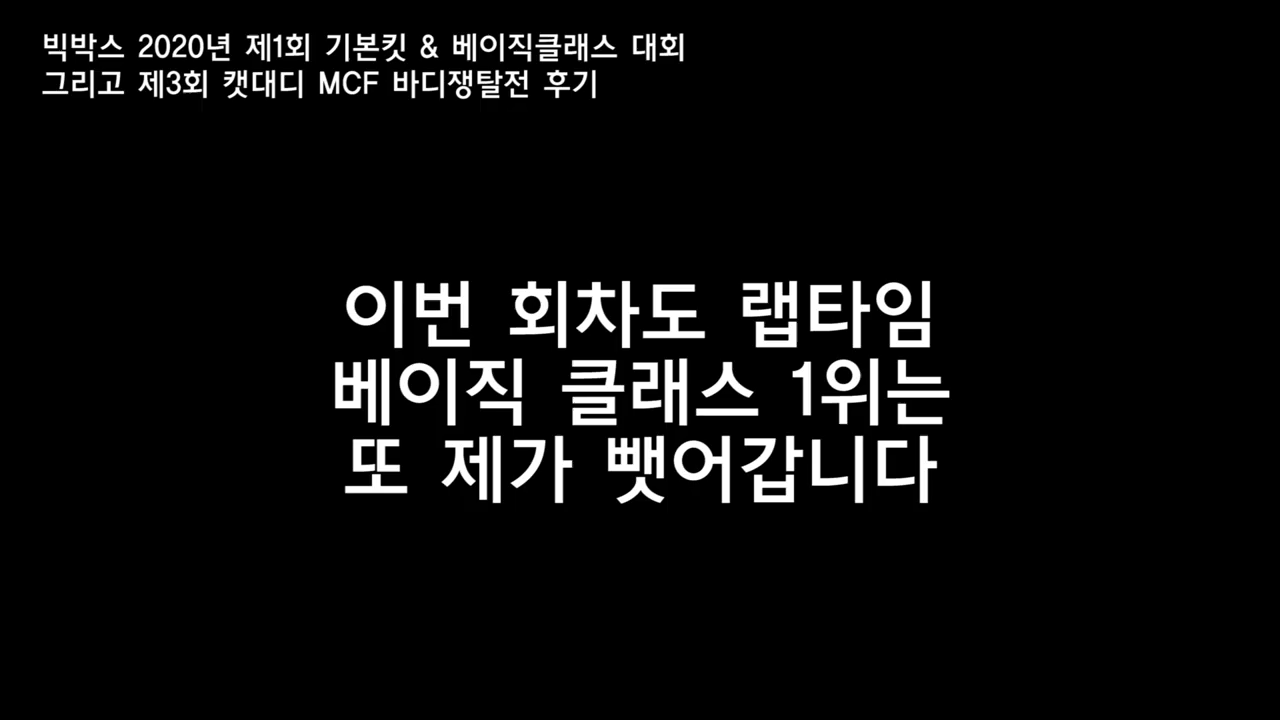 빅박스 2020년 제1회 기본킷 & 베이직클래스 대회
그리고 제3회 캣대디 MCF 바디쟁탈전 후기
이번 회차도 랩타임
베이직 클래스 1위는
또 제가 뺏어갑니다